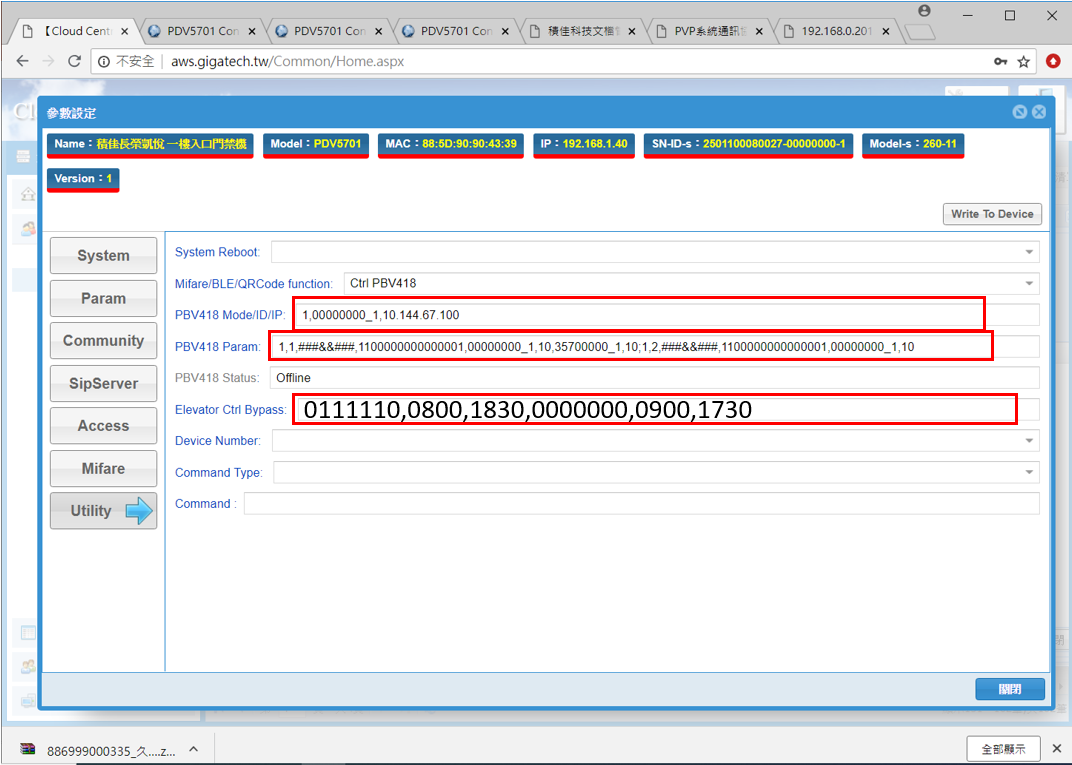 【Cloud Cent
PDV5701 Con
PDV5701 Con
PDV5701 Con
積佳科技文檔
PVP系統通訊
192.168.0.201
不安全 | aws.gigatech.tw/Common/Home.aspx
參數設定
Name：積佳長榮凱悅 一樓入口門禁機
Model：PDV5701
MAC：88:5D:90:90:43:39
IP：192.168.1.40
SN-ID-s：2501100080027-00000000-1
Model-s：260-11
Version：1
Write To Device
System
Param
Community
SipServer
Access
Mifare
Utility
System Reboot:
Mifare/BLE/QRCode function: Ctrl PBV418
PBV418 Mode/ID/IP: 1,00000000_1,10.144.67.100
PBV418 Param: 1,1,###&&###,1100000000000001,00000000_1,10,35700000_1,10;1,2,###&&###,1100000000000001,00000000_1,10
PBV418 Status: Offline
Elevator Ctrl Bypass: 0111110,0800,1830,0000000,0900,1730
Device Number:
Command Type:
Command :
關閉
886999000335_久....z...
全部顯示